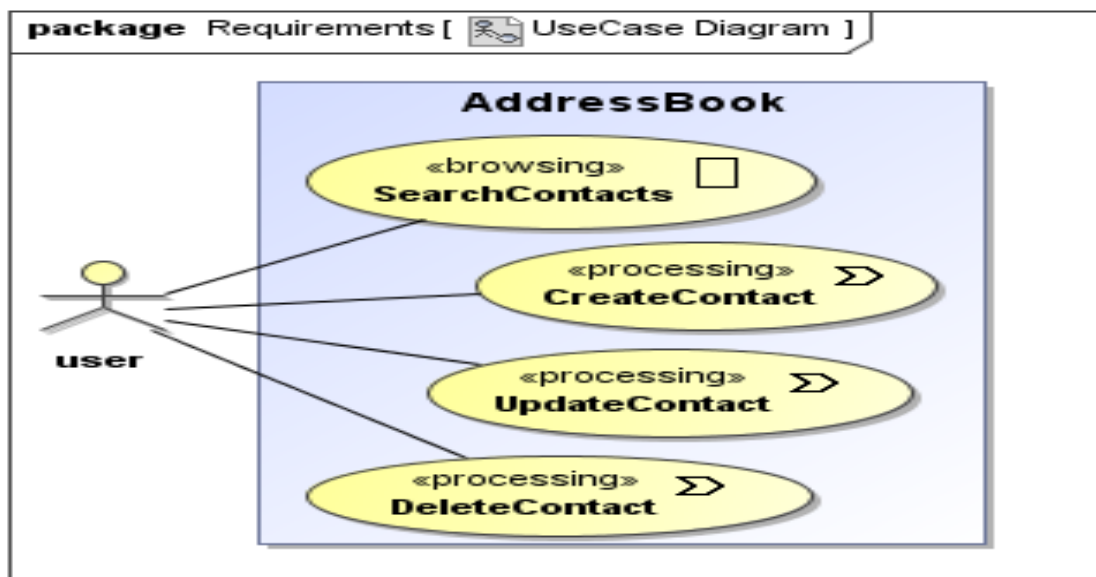 package Requirements [ UseCase Diagram ]
AddressBook
«browsing»
SearchContacts
«processing»
CreateContact
user
«processing»
UpdateContact
«processing»
DeleteContact